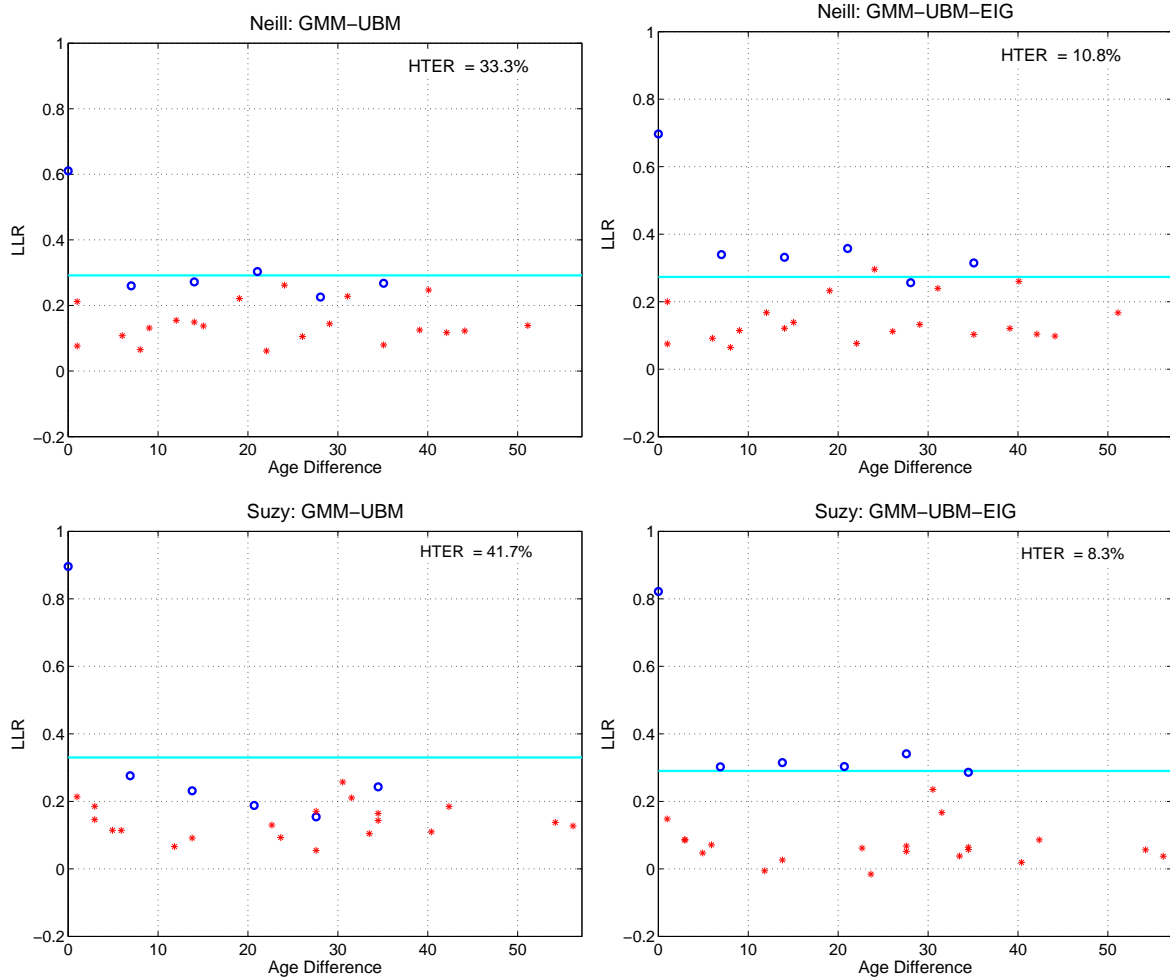 Neill: GMM−UBM
HTER = 33.3%
1
0.8
0.6
0.4
0.2
0
−0.2
LLR
0 10 20 30 40 50
Age Difference
Neill: GMM−UBM−EIG
HTER = 10.8%
1
0.8
0.6
0.4
0.2
0
−0.2
LLR
0 10 20 30 40 50
Age Difference
Suzy: GMM−UBM
HTER = 41.7%
1
0.8
0.6
0.4
0.2
0
−0.2
LLR
0 10 20 30 40 50
Age Difference
Suzy: GMM−UBM−EIG
HTER = 8.3%
1
0.8
0.6
0.4
0.2
0
−0.2
LLR
0 10 20 30 40 50
Age Difference